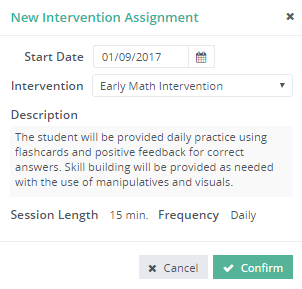 New Intervention Assignment
Start Date 01/09/2017
Intervention Early Math Intervention
Description
The student will be provided daily practice using
flashcards and positive feedback for correct
answers. Skill building will be provided as needed
with the use of manipulatives and visuals.
Session Length 15 min. Frequency Daily
Cancel Confirm